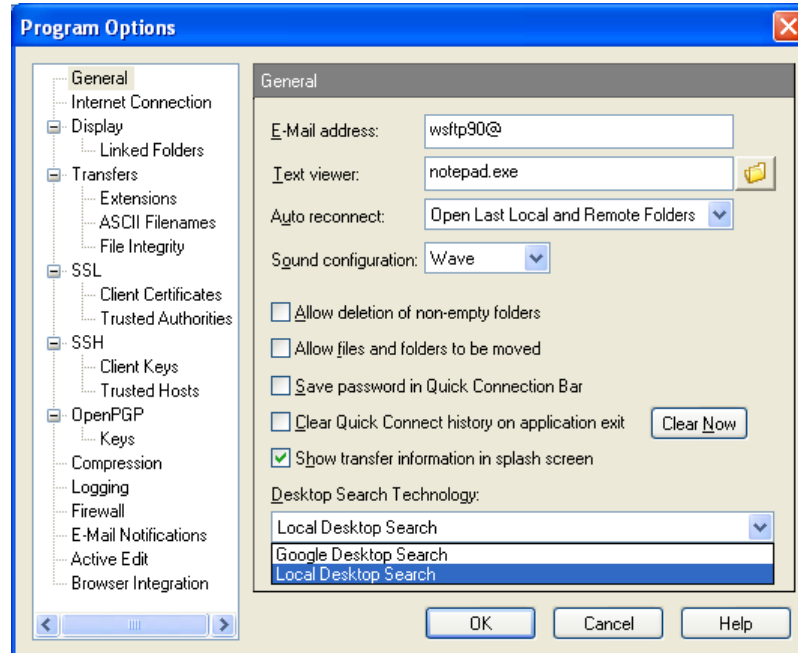 Program Options
General
Internet Connection
Display
Linked Folders
Transfers
Extensions
ASCII Filenames
File Integrity
SSL
Client Certificates
Trusted Authorities
SSH
Client Keys
Trusted Hosts
OpenPGP
Keys
Compression
Logging
Firewall
E-Mail Notifications
Active Edit
Browser Integration
General
E-Mail address: wsftp90@
Text viewer: notepad.exe
Auto reconnect: Open Last Local and Remote Folders
Sound configuration: Wave
Allow deletion of non-empty folders
Allow files and folders to be moved
Save password in Quick Connection Bar
Clear Quick Connect history on application exit Clear Now
Show transfer information in splash screen
Desktop Search Technology:
Local Desktop Search
Google Desktop Search
Local Desktop Search
OK Cancel Help